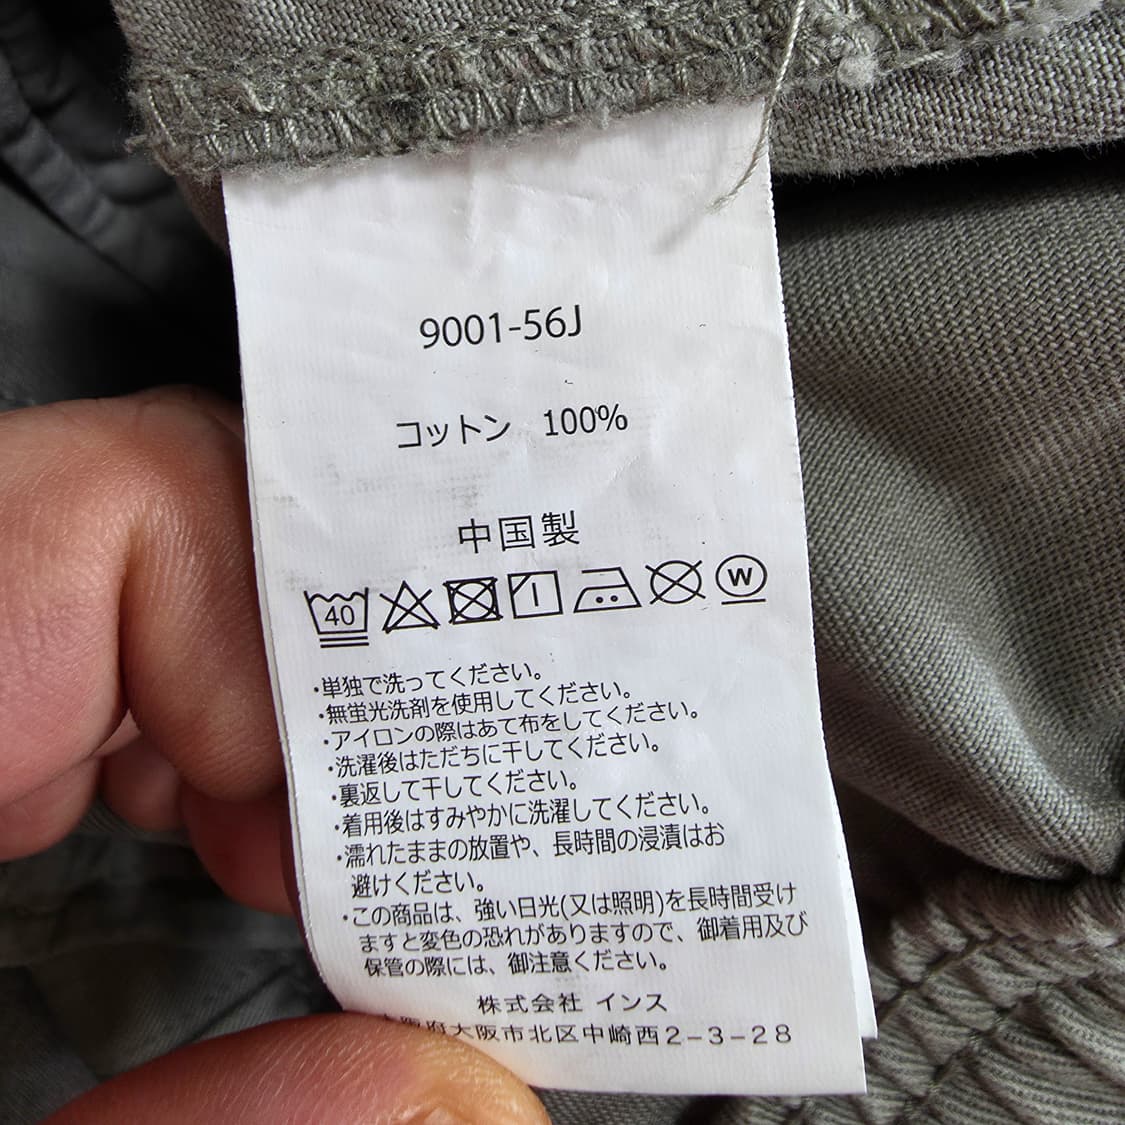 9001-56J
コットン 100%
中国製
40 W
・単独で洗ってください。
・無蛍光洗剤を使用してください。
・アイロンの際はあて布をしてください。
・洗濯後はただちに干してください。
・裏返して干してください。
・着用後はすみやかに洗濯してください。
・濡れたままの放置や、長時間の浸漬はお
避けください。
・この商品は、強い日光(又は照明)を長時間受け
ますと変色の恐れがありますので、御着用及び
保管の際には、御注意ください。
株式会社 インス
大阪府大阪市北区中崎西2-3-28